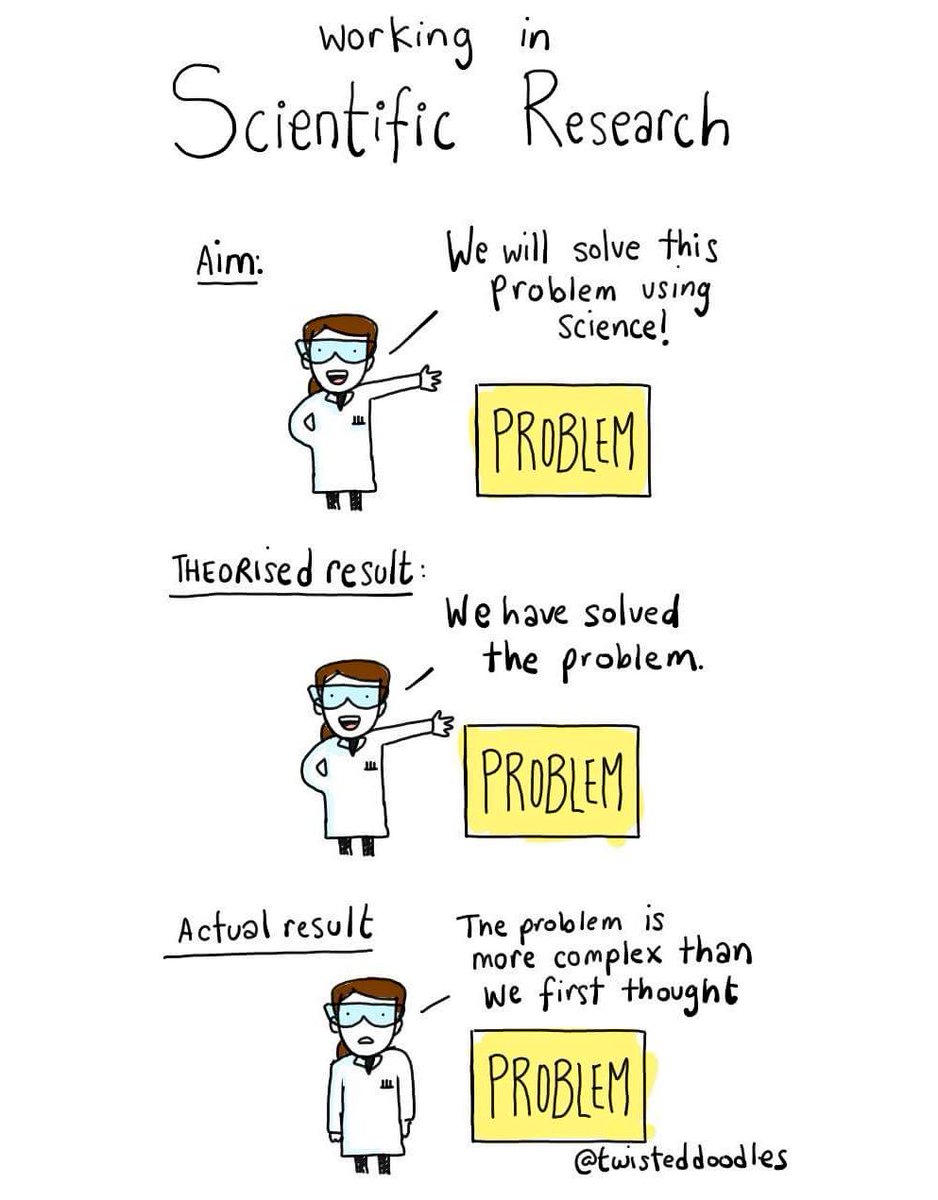 working in
Scientific Research
Aim:
We will solve this
problem using
science!
PROBLEM
THEORISED result:
We have solved
the problem.
PROBLEM
Actual result
The problem is
more complex than
we first thought
PROBLEM
@twisteddoodles